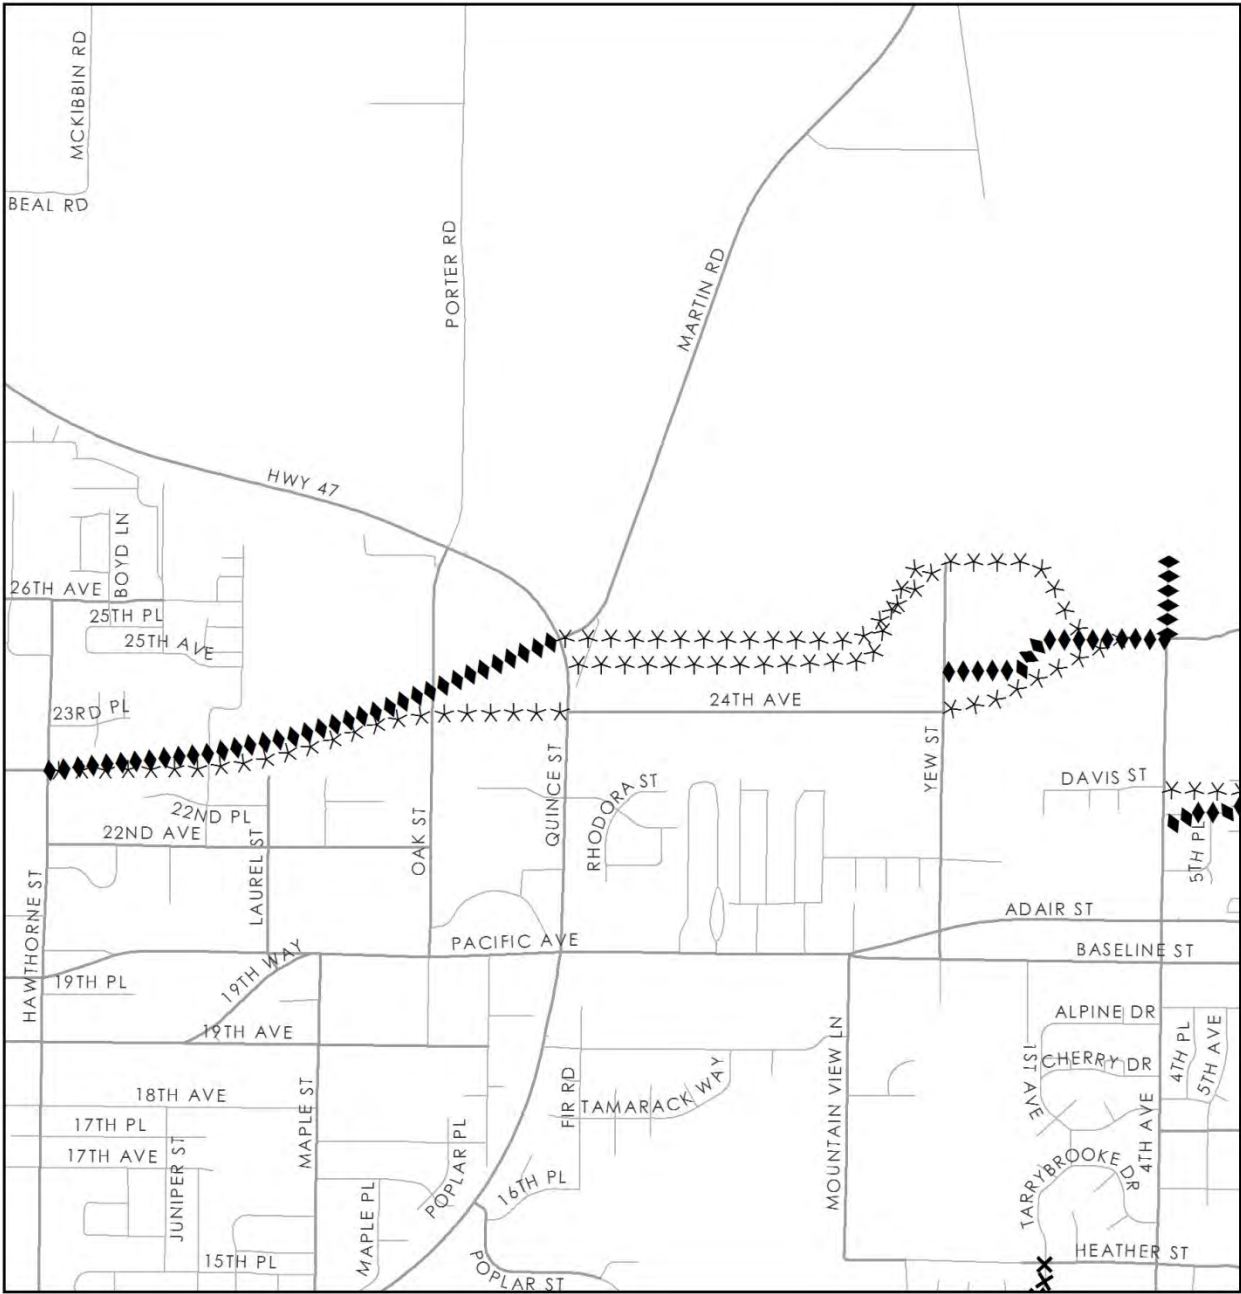 MCKIBBIN RD
BEAL RD
PORTER RD
MARTIN RD
HWY 47
BOYD LN
26TH AVE
25TH PL
25TH AVE
23RD PL
24TH AVE
QUINCE ST
YEW ST
RHODORA ST
DAVIS ST
22ND PL
22ND AVE
LAUREL ST
OAK ST
5TH PL
HAWTHORNE ST
ADAIR ST
PACIFIC AVE
BASELINE ST
19TH WAY
19TH PL
19TH AVE
ALPINE DR
4TH PL
5TH AVE
1ST AVE
CHERRY DR
MOUNTAIN VIEW LN
FIR RD
TAMARACK WAY
18TH AVE
MAPLE ST
17TH PL
17TH AVE
JUNIPER ST
POPLAR PL
4TH AVE
TARRYBROOKE DR
16TH PL
MAPLE PL
15TH PL
POPLAR ST
HEATHER ST